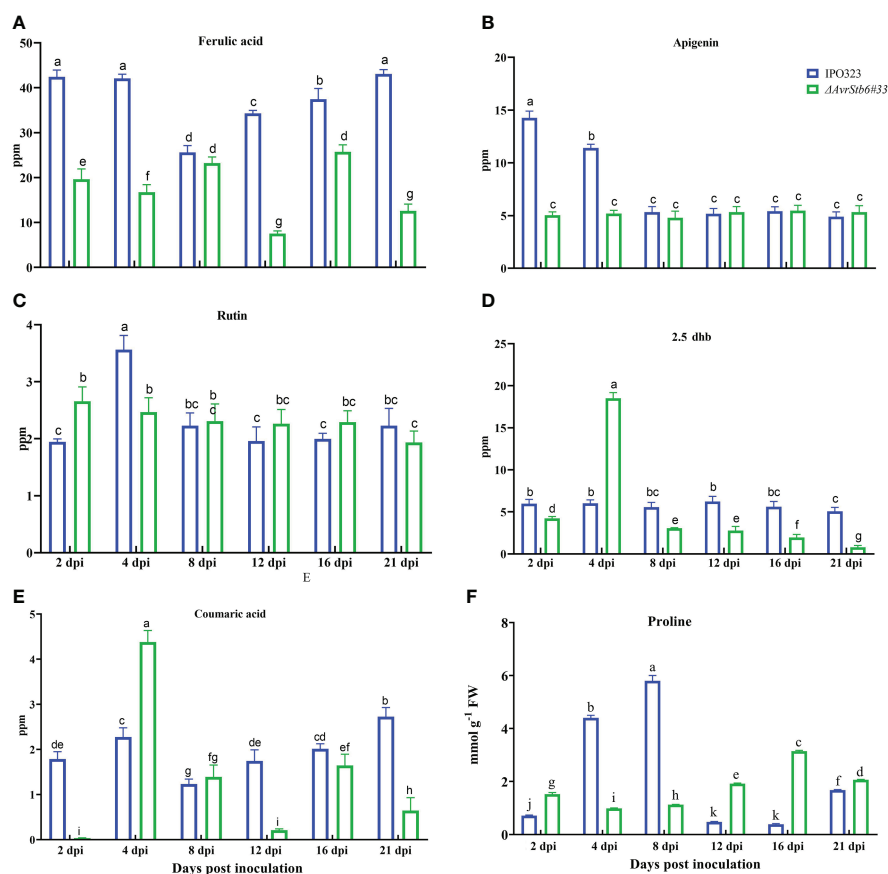 A
Ferulic acid
50
40
30
20
10
0
ppm
a
e
a
f
d
d
c
g
b
d
a
g
B
Apigenin
IPO323
ΔAvrStb6#33
20
15
10
5
0
ppm
a
c
b
c
c
c
c
c
c
c
c
c
C
Rutin
4
3
2
1
0
ppm
c
b
a
b
bc
b
c
c
bc
c
bc
bc
c
2 dpi 4 dpi 8 dpi 12 dpi 16 dpi 21 dpi
E
D
2.5 dhb
25
20
15
10
5
0
ppm
b
d
b
a
bc
e
b
e
bc
f
c
g
2 dpi 4 dpi 8 dpi 12 dpi 16 dpi 21 dpi
E
Coumaric acid
5
4
3
2
1
0
ppm
de
i
c
a
g
fg
de
i
cd
ef
b
h
2 dpi 4 dpi 8 dpi 12 dpi 16 dpi 21 dpi
Days post inoculation
F
Proline
8
6
4
2
0
mmol g⁻¹ FW
j
g
b
i
a
h
k
e
k
c
f
d
2 dpi 4 dpi 8 dpi 12 dpi 16 dpi 21 dpi
Days post inoculation